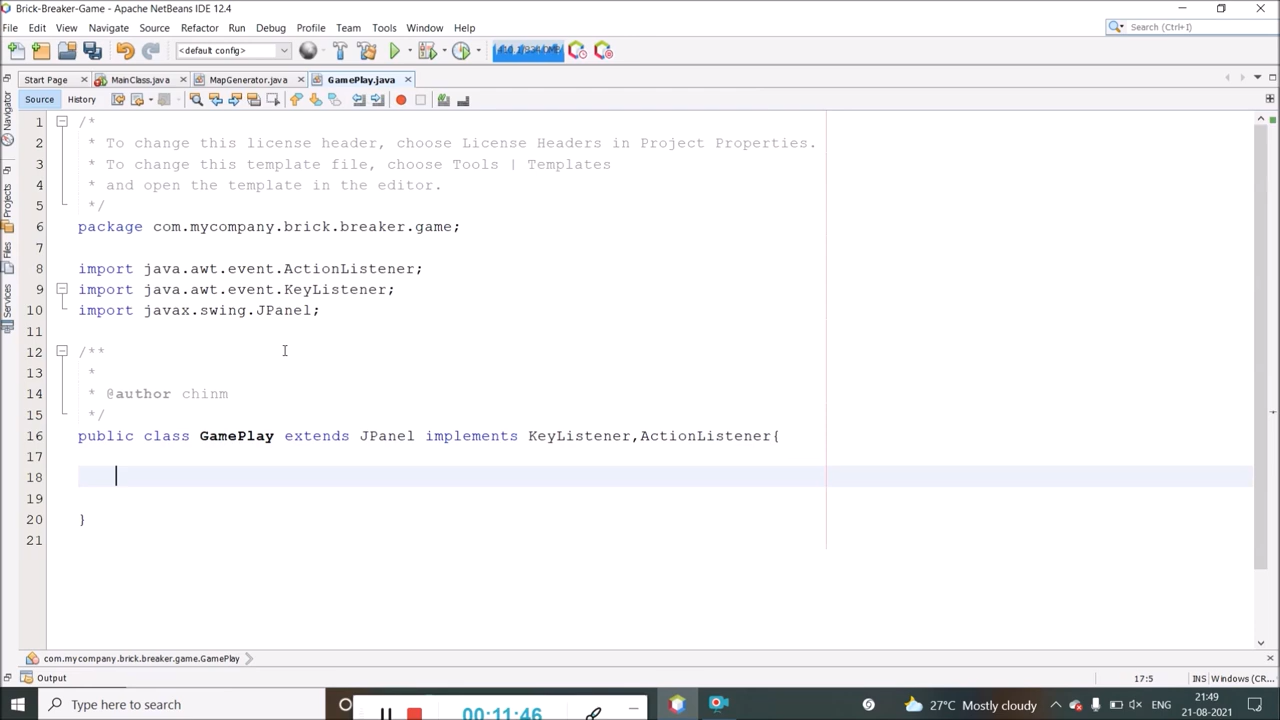 Brick-Breaker-Game - Apache NetBeans IDE 12.4
File Edit View Navigate Source Refactor Run Debug Profile Team Tools Window Help
Search (Ctrl+I)
<default config>
Start Page MainClass.java MapGenerator.java GamePlay.java
Source History
1 /*
2 * To change this license header, choose License Headers in Project Properties.
3 * To change this template file, choose Tools | Templates
4 * and open the template in the editor.
5 */
6 package com.mycompany.brick.breaker.game;
7
8 import java.awt.event.ActionListener;
9 import java.awt.event.KeyListener;
10 import javax.swing.JPanel;
11
12 /**
13 *
14 * @author chinm
15 */
16 public class GamePlay extends JPanel implements KeyListener,ActionListener{
17
18
19
20 }
21
Navigator
Projects
Files
Services
com.mycompany.brick.breaker.game.GamePlay
Output
17:5 INS Windows (CR...
Type here to search
00:11:46
27°C Mostly cloudy
ENG
21:49
21-08-2021